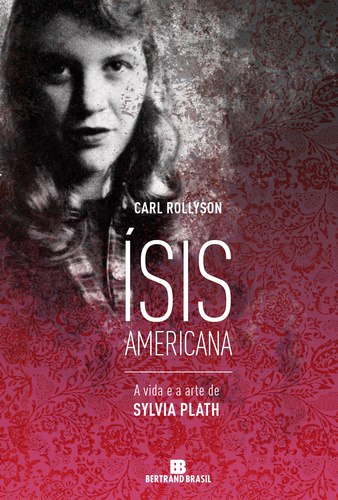 CARL ROLLYSON
ÍSIS
AMERICANA
A vida e a arte de
SYLVIA PLATH
BB
BERTRAND BRASIL